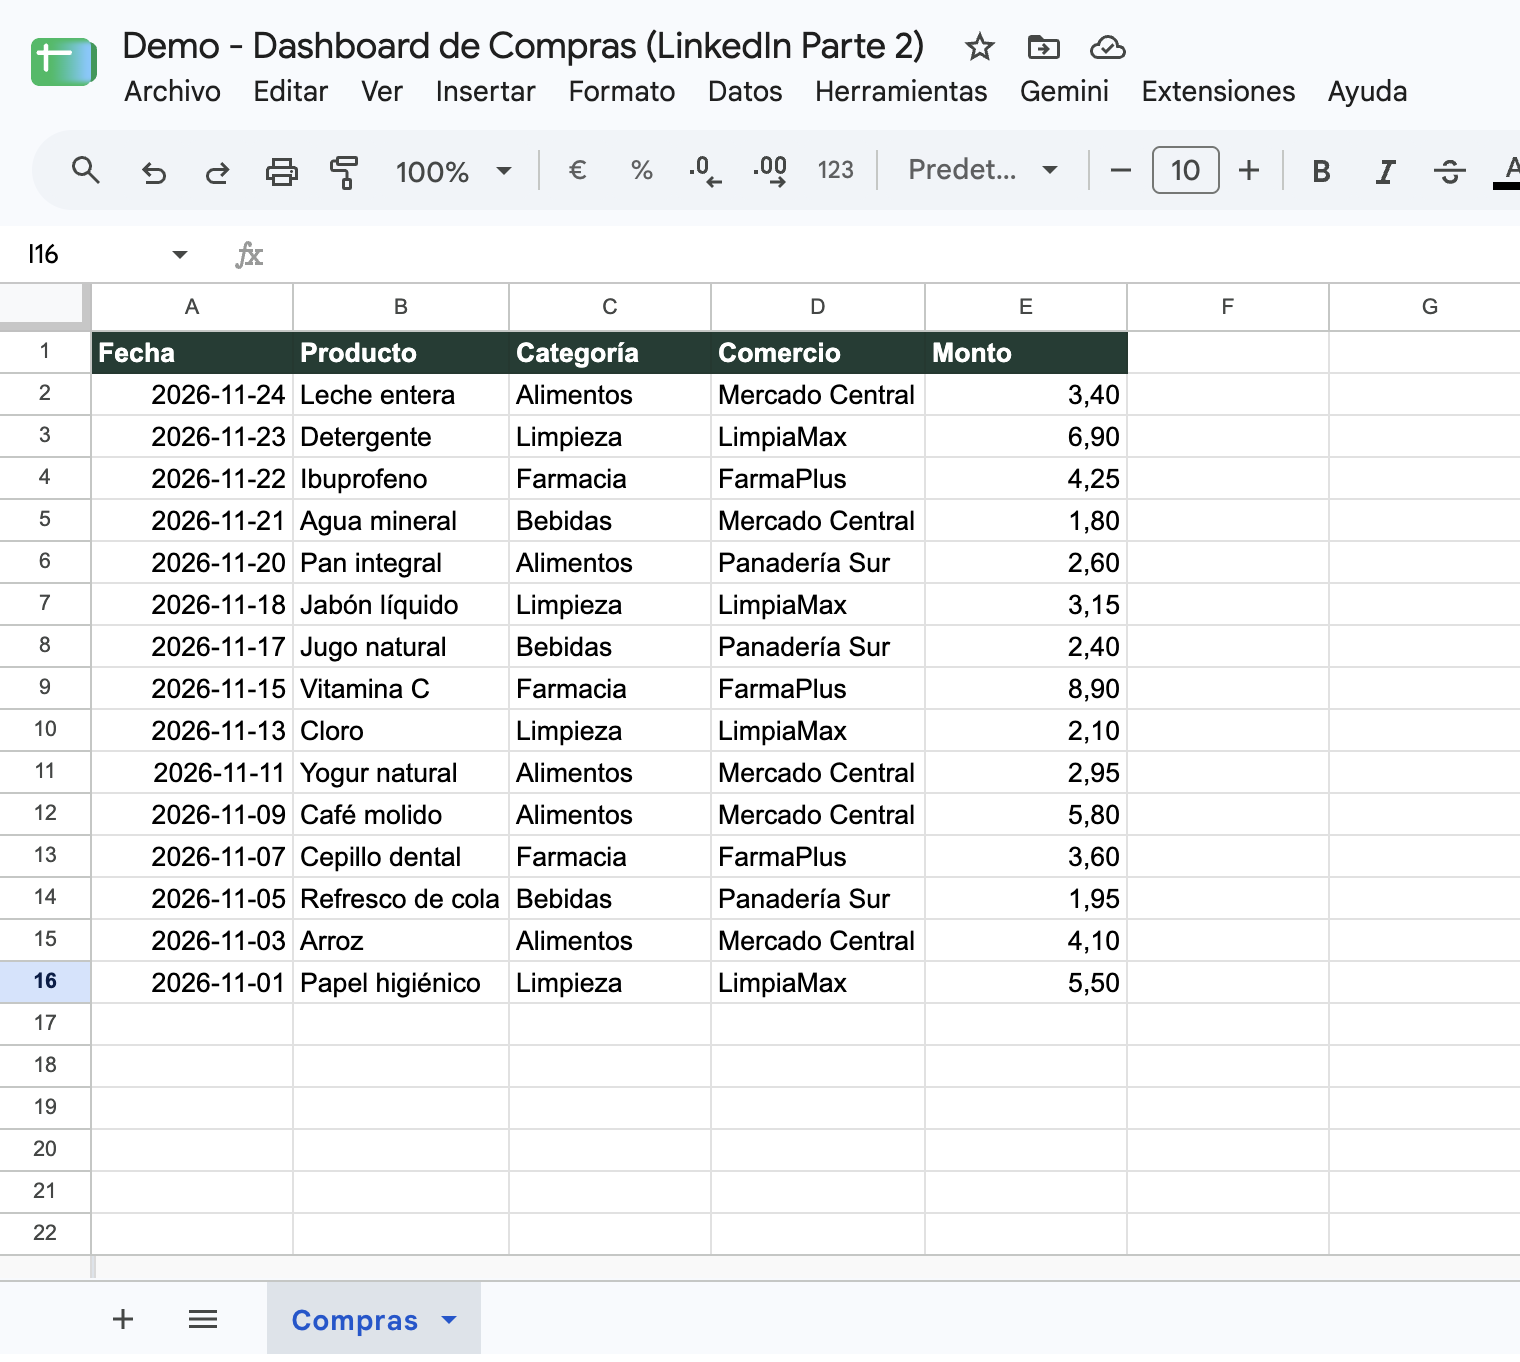 Demo - Dashboard de Compras (LinkedIn Parte 2)
Archivo Editar Ver Insertar Formato Datos Herramientas Gemini Extensiones Ayuda
100% € % .0 .00 123 Predet... − 10 + B I S A
I16 fx
A B C D E F G
1 Fecha Producto Categoría Comercio Monto
2 2026-11-24 Leche entera Alimentos Mercado Central 3,40
3 2026-11-23 Detergente Limpieza LimpiaMax 6,90
4 2026-11-22 Ibuprofeno Farmacia FarmaPlus 4,25
5 2026-11-21 Agua mineral Bebidas Mercado Central 1,80
6 2026-11-20 Pan integral Alimentos Panadería Sur 2,60
7 2026-11-18 Jabón líquido Limpieza LimpiaMax 3,15
8 2026-11-17 Jugo natural Bebidas Panadería Sur 2,40
9 2026-11-15 Vitamina C Farmacia FarmaPlus 8,90
10 2026-11-13 Cloro Limpieza LimpiaMax 2,10
11 2026-11-11 Yogur natural Alimentos Mercado Central 2,95
12 2026-11-09 Café molido Alimentos Mercado Central 5,80
13 2026-11-07 Cepillo dental Farmacia FarmaPlus 3,60
14 2026-11-05 Refresco de cola Bebidas Panadería Sur 1,95
15 2026-11-03 Arroz Alimentos Mercado Central 4,10
16 2026-11-01 Papel higiénico Limpieza LimpiaMax 5,50
17
18
19
20
21
22
+ Compras